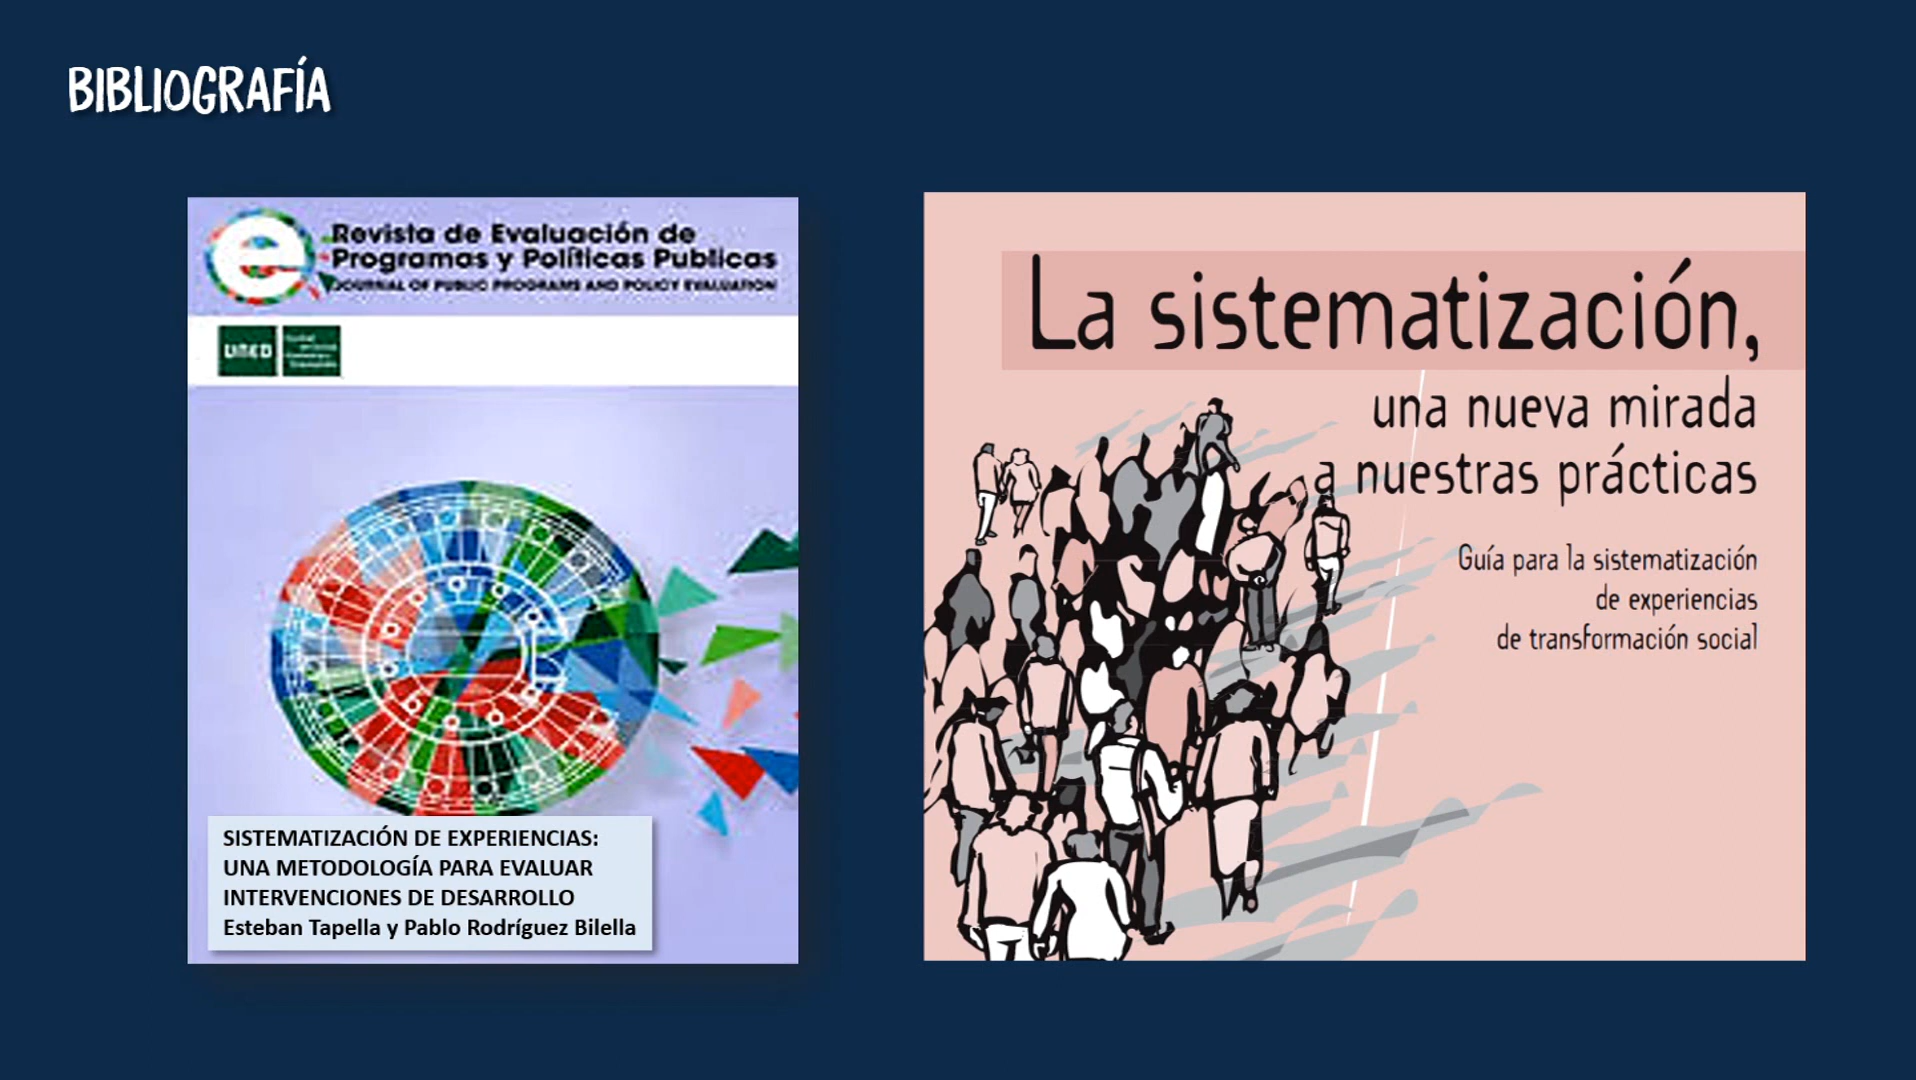 BIBLIOGRAFÍA
Revista de Evaluación de
Programas y Políticas Publicas
JOURNAL OF PUBLIC PROGRAMS AND POLICY EVALUATION
UNED
SISTEMATIZACIÓN DE EXPERIENCIAS:
UNA METODOLOGÍA PARA EVALUAR
INTERVENCIONES DE DESARROLLO
Esteban Tapella y Pablo Rodríguez Bilella
La sistematización,
una nueva mirada
a nuestras prácticas
Guía para la sistematización
de experiencias
de transformación social